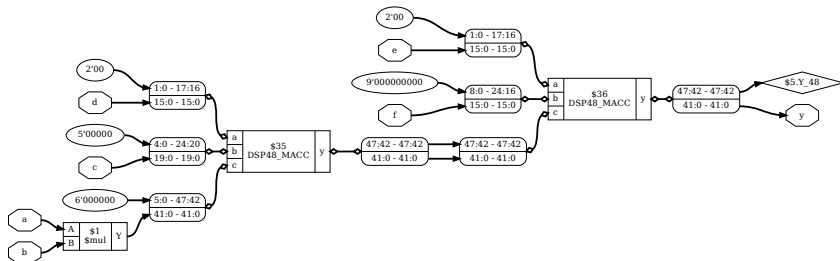 2'00
1:0 - 17:16
e
15:0 - 15:0
2'00
1:0 - 17:16
d
15:0 - 15:0
9'000000000
8:0 - 24:16
f
15:0 - 15:0
a
b
c
$36
DSP48_MACC
y
47:42 - 47:42
41:0 - 41:0
$5.Y_48
y
5'00000
4:0 - 24:20
c
19:0 - 19:0
a
b
c
$35
DSP48_MACC
y
47:42 - 47:42
41:0 - 41:0
47:42 - 47:42
41:0 - 41:0
6'000000
5:0 - 47:42
41:0 - 41:0
a
b
A
B
$1
$mul
Y